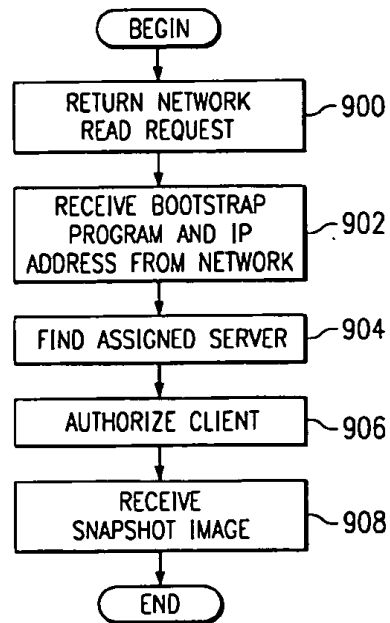 BEGIN
RETURN NETWORK
READ REQUEST
900
RECEIVE BOOTSTRAP
PROGRAM AND IP
ADDRESS FROM NETWORK
902
FIND ASSIGNED SERVER
904
AUTHORIZE CLIENT
906
RECEIVE
SNAPSHOT IMAGE
908
END